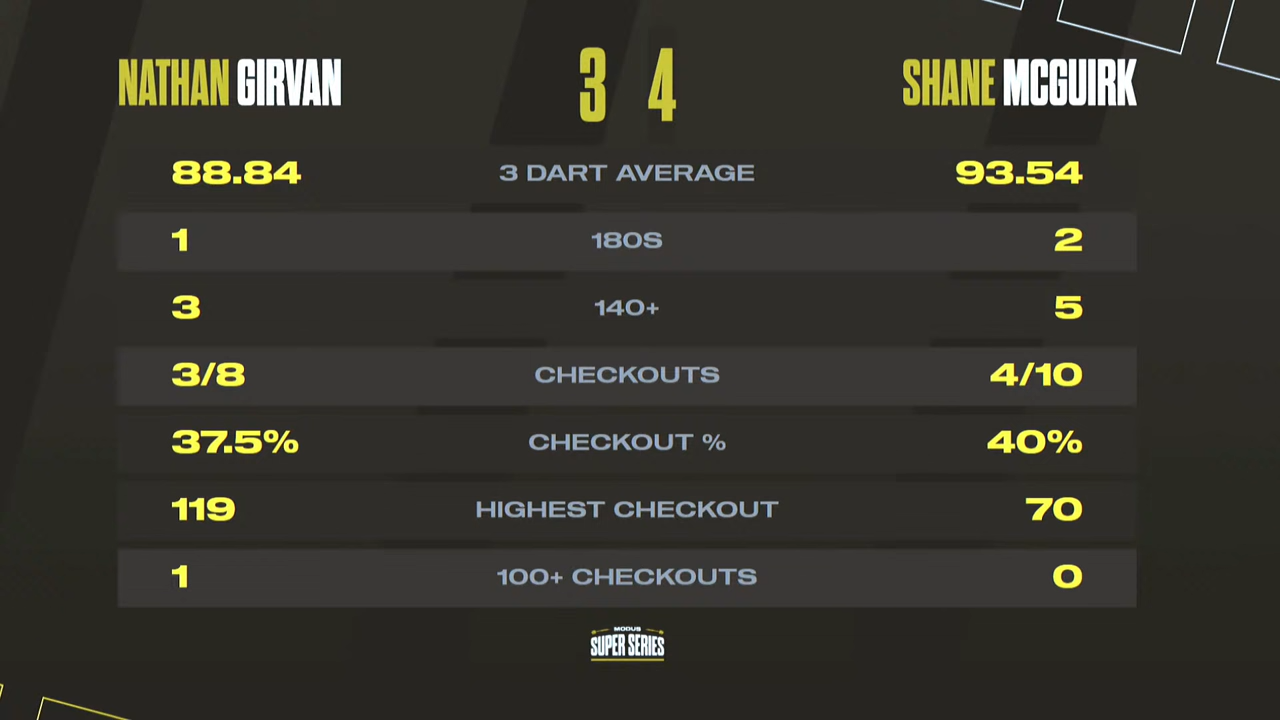 NATHAN GIRVAN 3 4 SHANE MCGUIRK
88.84 3 DART AVERAGE 93.54
1 180S 2
3 140+ 5
3/8 CHECKOUTS 4/10
37.5% CHECKOUT % 40%
119 HIGHEST CHECKOUT 70
1 100+ CHECKOUTS 0
MODUS
SUPER SERIES